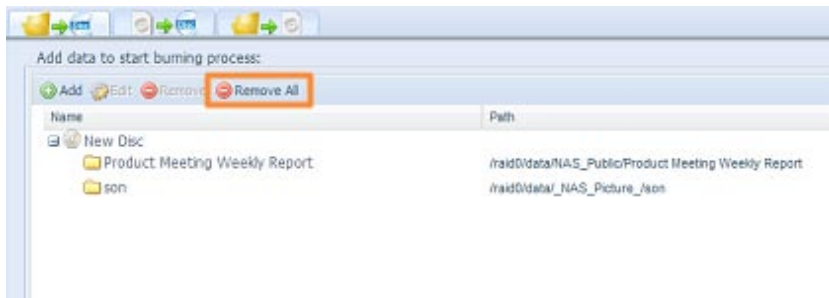 Add data to start burning process:
Add Edit Remove Remove All
Name Path
New Disc
Product Meeting Weekly Report /raid0/data/NAS_Public/Product Meeting Weekly Report
son /raid0/data/_NAS_Picture_/son